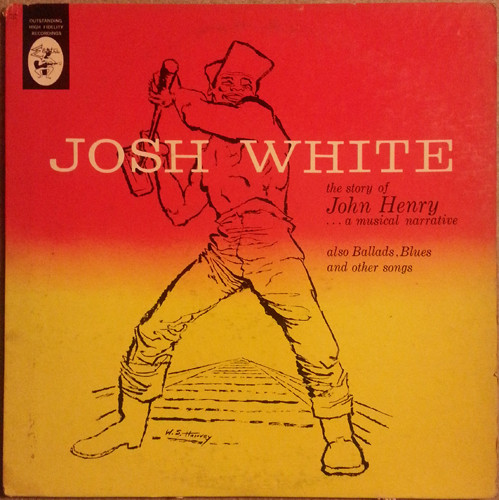 OUTSTANDING
HIGH FIDELITY
RECORDINGS
JOSH WHITE
the story of
John Henry
...a musical narrative
also Ballads, Blues
and other songs
W.S. Harvey